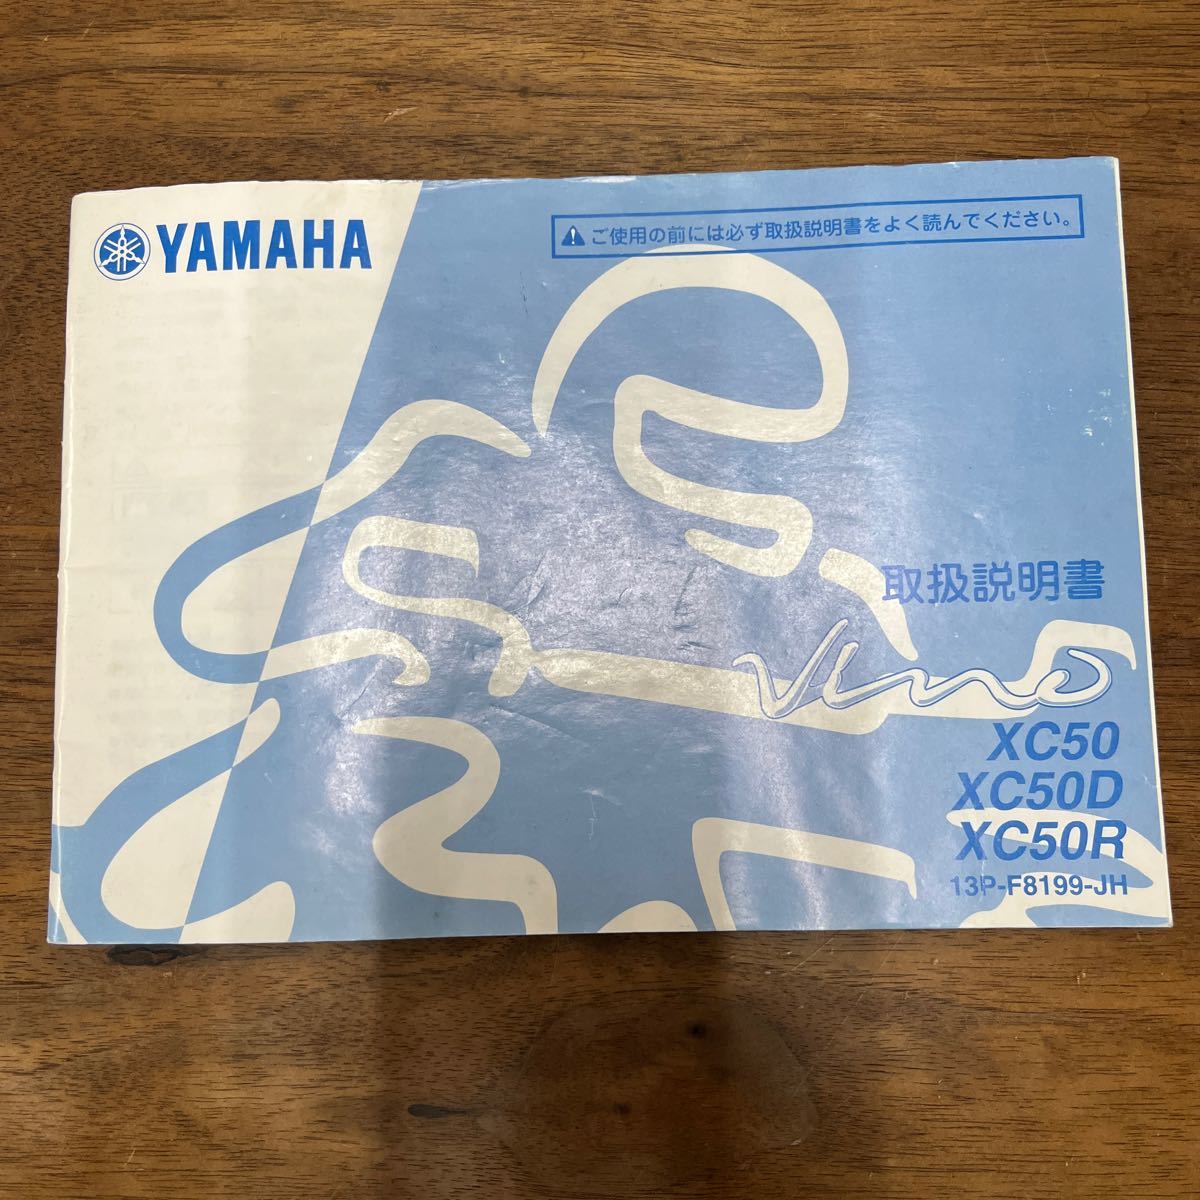 YAMAHA
ご使用の前には必ず取扱説明書をよく読んでください。
取扱説明書
Vino
XC50
XC50D
XC50R
13P-F8199-JH